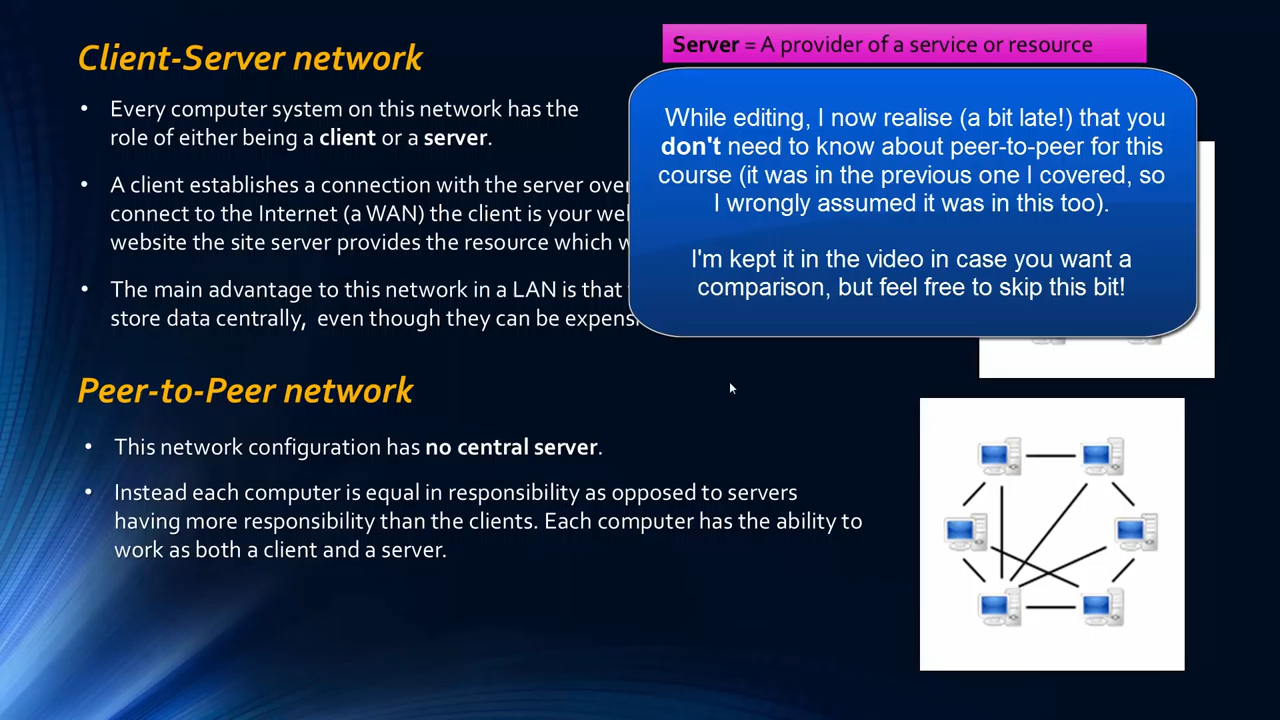 Client-Server network
Every computer system on this network has the
role of either being a client or a server.
A client establishes a connection with the server over
connect to the Internet (a WAN) the client is your
website the site server provides the resource which
The main advantage to this network in a LAN is that
store data centrally, even though they can be
Server = A provider of a service or resource
While editing, I now realise (a bit late!) that you
don't need to know about peer-to-peer for this
course (it was in the previous one I covered, so
I wrongly assumed it was in this too).
I'm kept it in the video in case you want a
comparison, but feel free to skip this bit!
Peer-to-Peer network
This network configuration has no central server.
Instead each computer is equal in responsibility as opposed to servers
having more responsibility than the clients. Each computer has the ability to
work as both a client and a server.